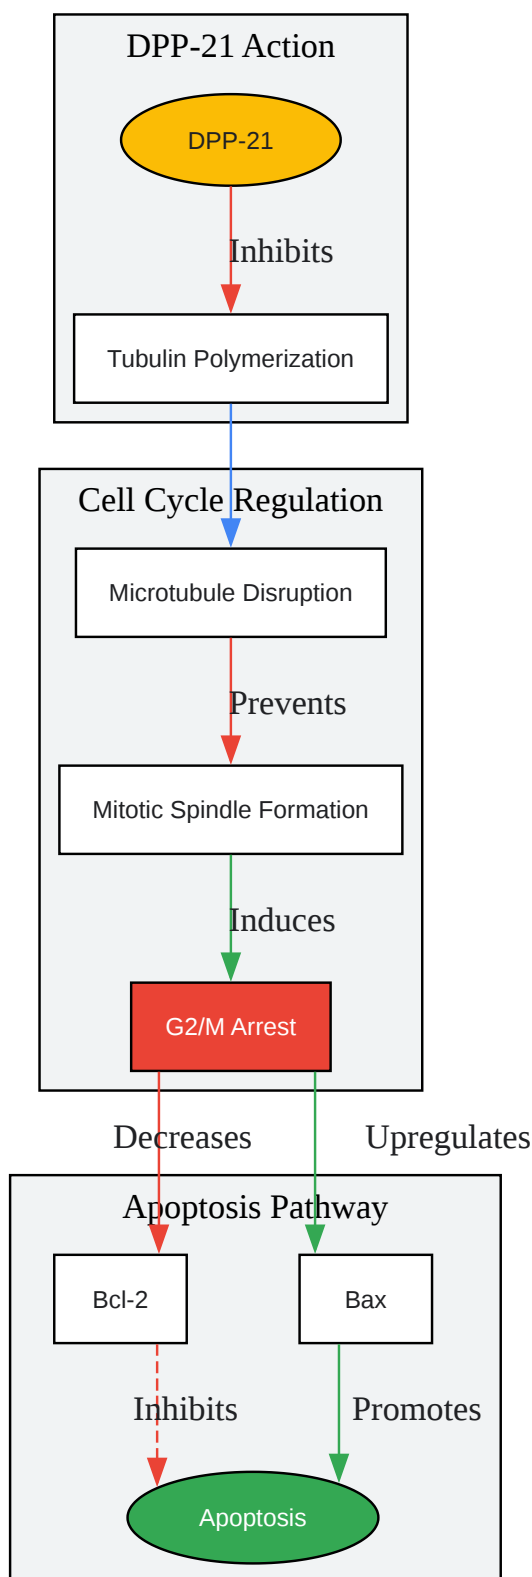 DPP-21 Action
DPP-21
Inhibits
Tubulin Polymerization
Cell Cycle Regulation
Microtubule Disruption
Prevents
Mitotic Spindle Formation
Induces
G2/M Arrest
Decreases
Upregulates
Apoptosis Pathway
Bcl-2
Bax
Inhibits
Promotes
Apoptosis